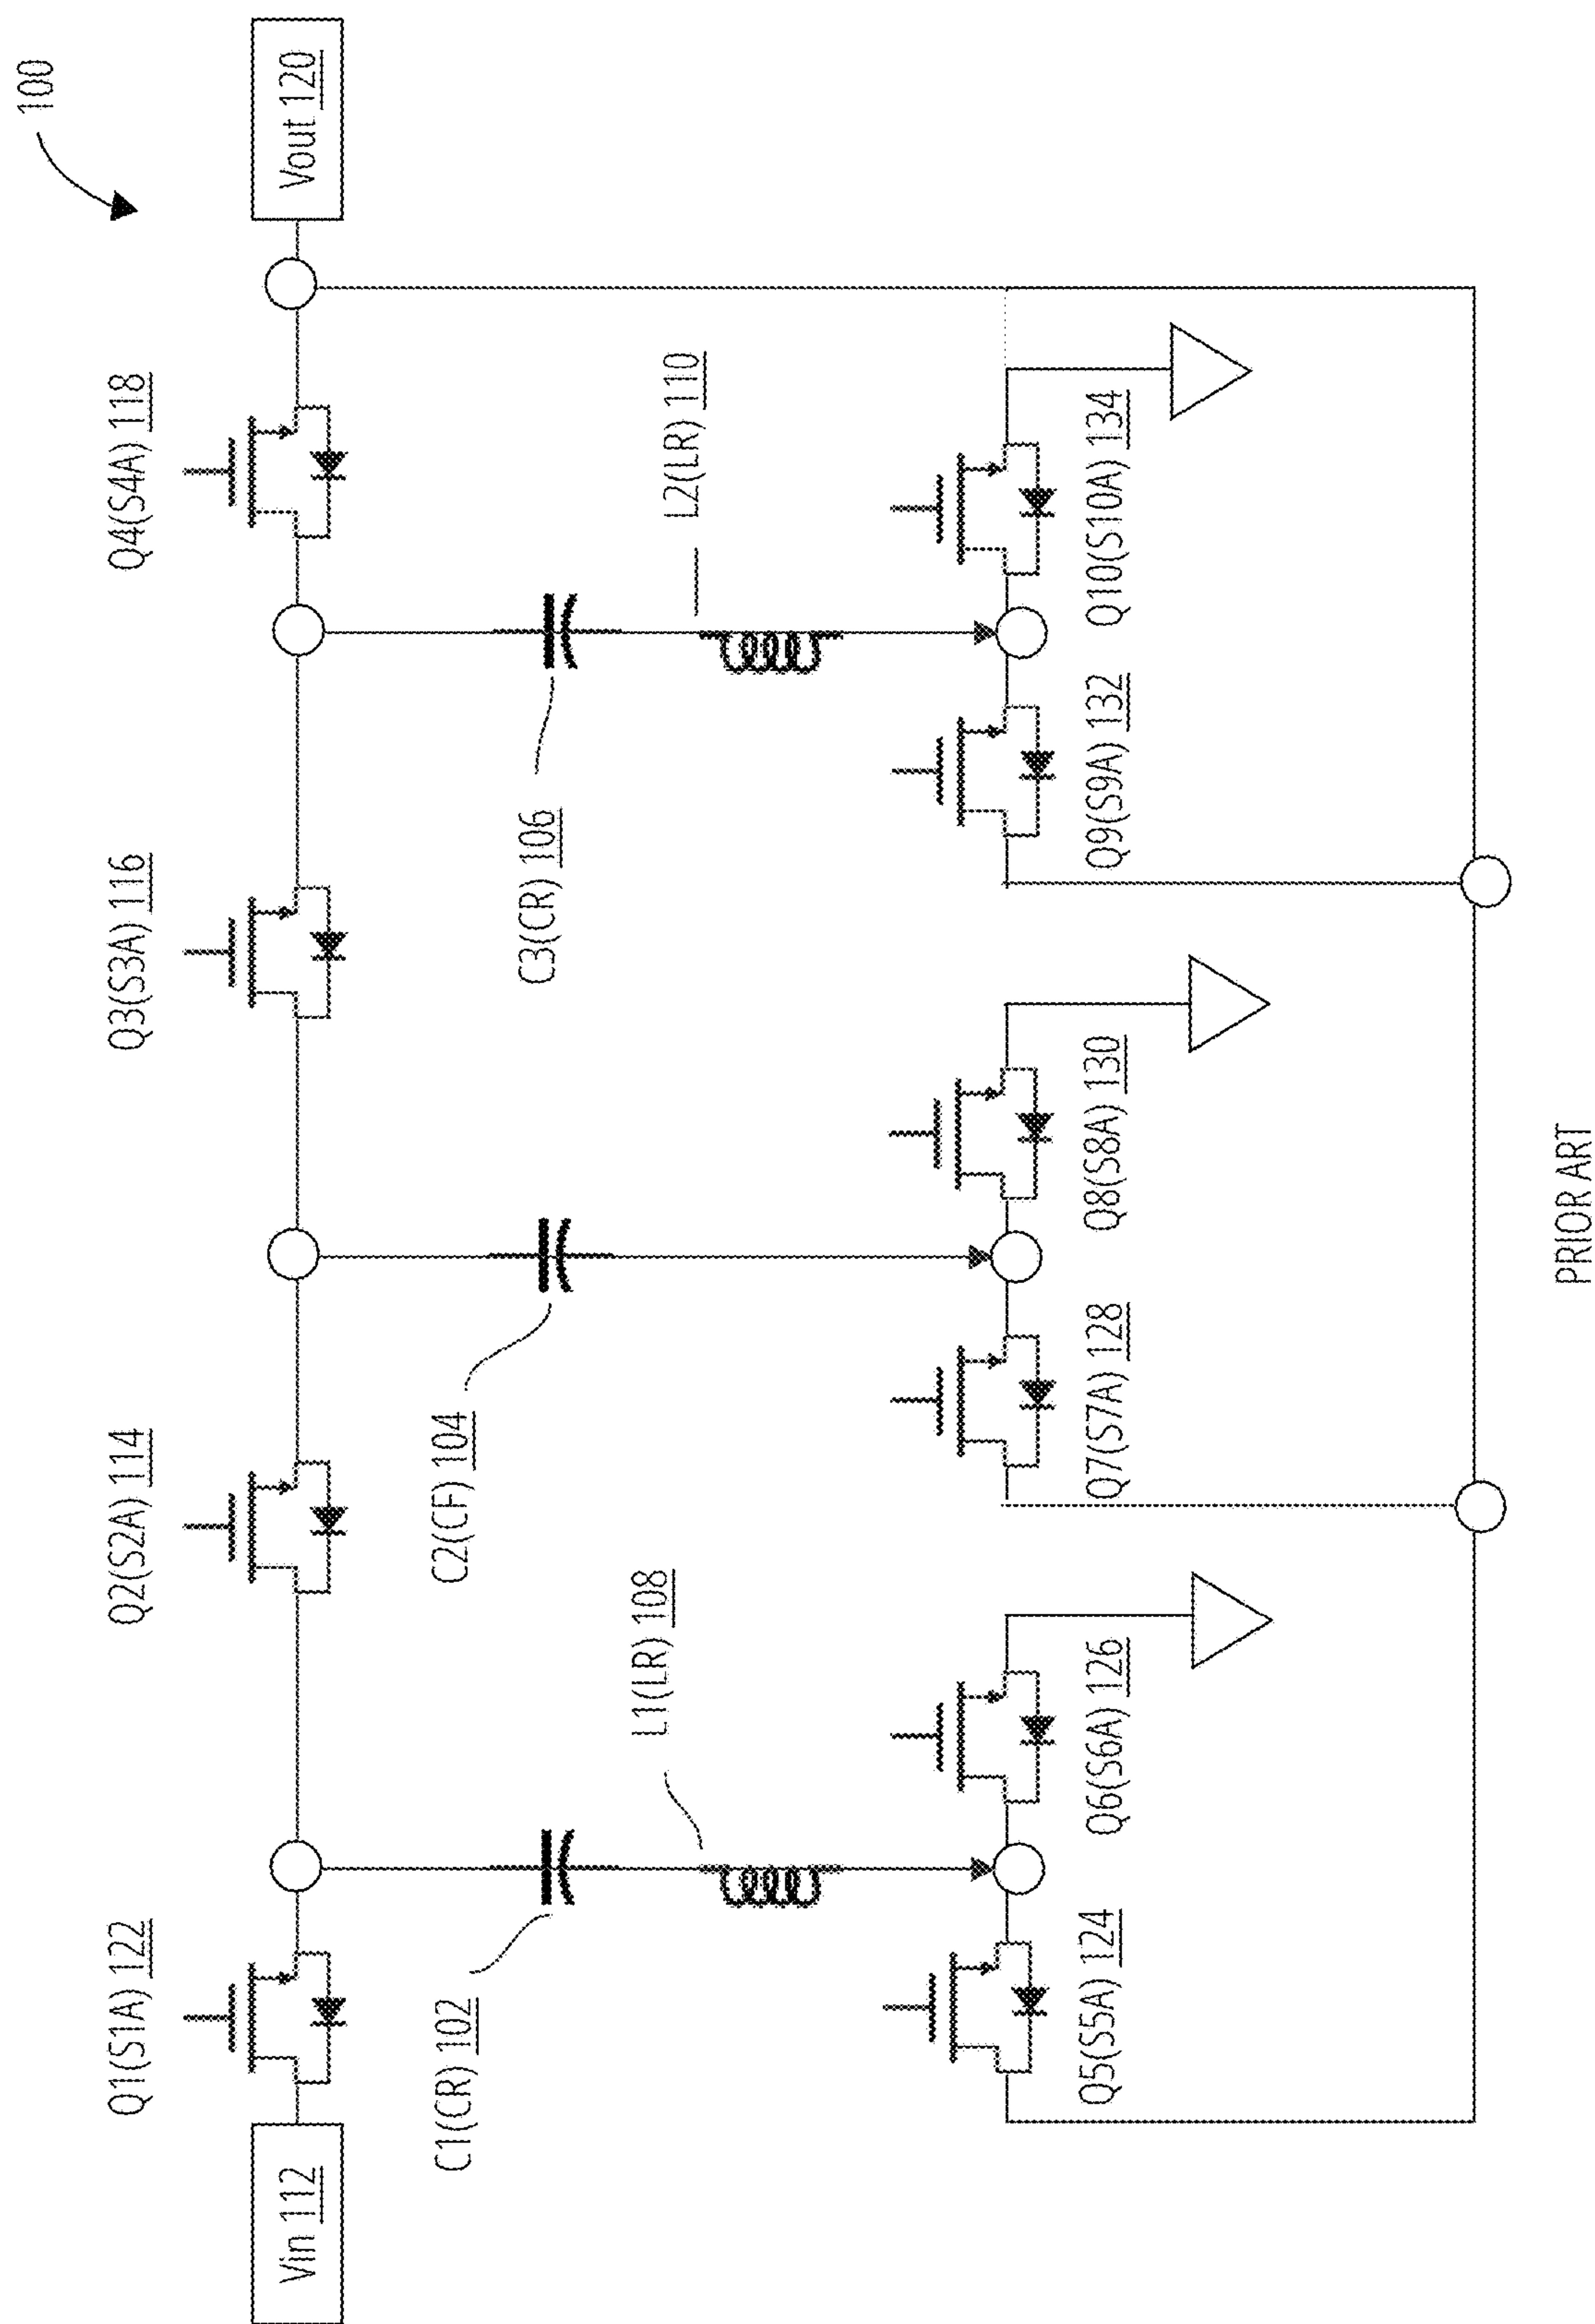 100
Q1(S1A) 122
Q2(S2A) 114
Q3(S3A) 116
Q4(S4A) 118
Vin 112
Vout 120
C1(CR) 102
C2(CF) 104
C3(CR) 106
L1(LR) 108
L2(LR) 110
Q5(S5A) 124
Q6(S6A) 126
Q7(S7A) 128
Q8(S8A) 130
Q9(S9A) 132
Q10(S10A) 134
PRIOR ART